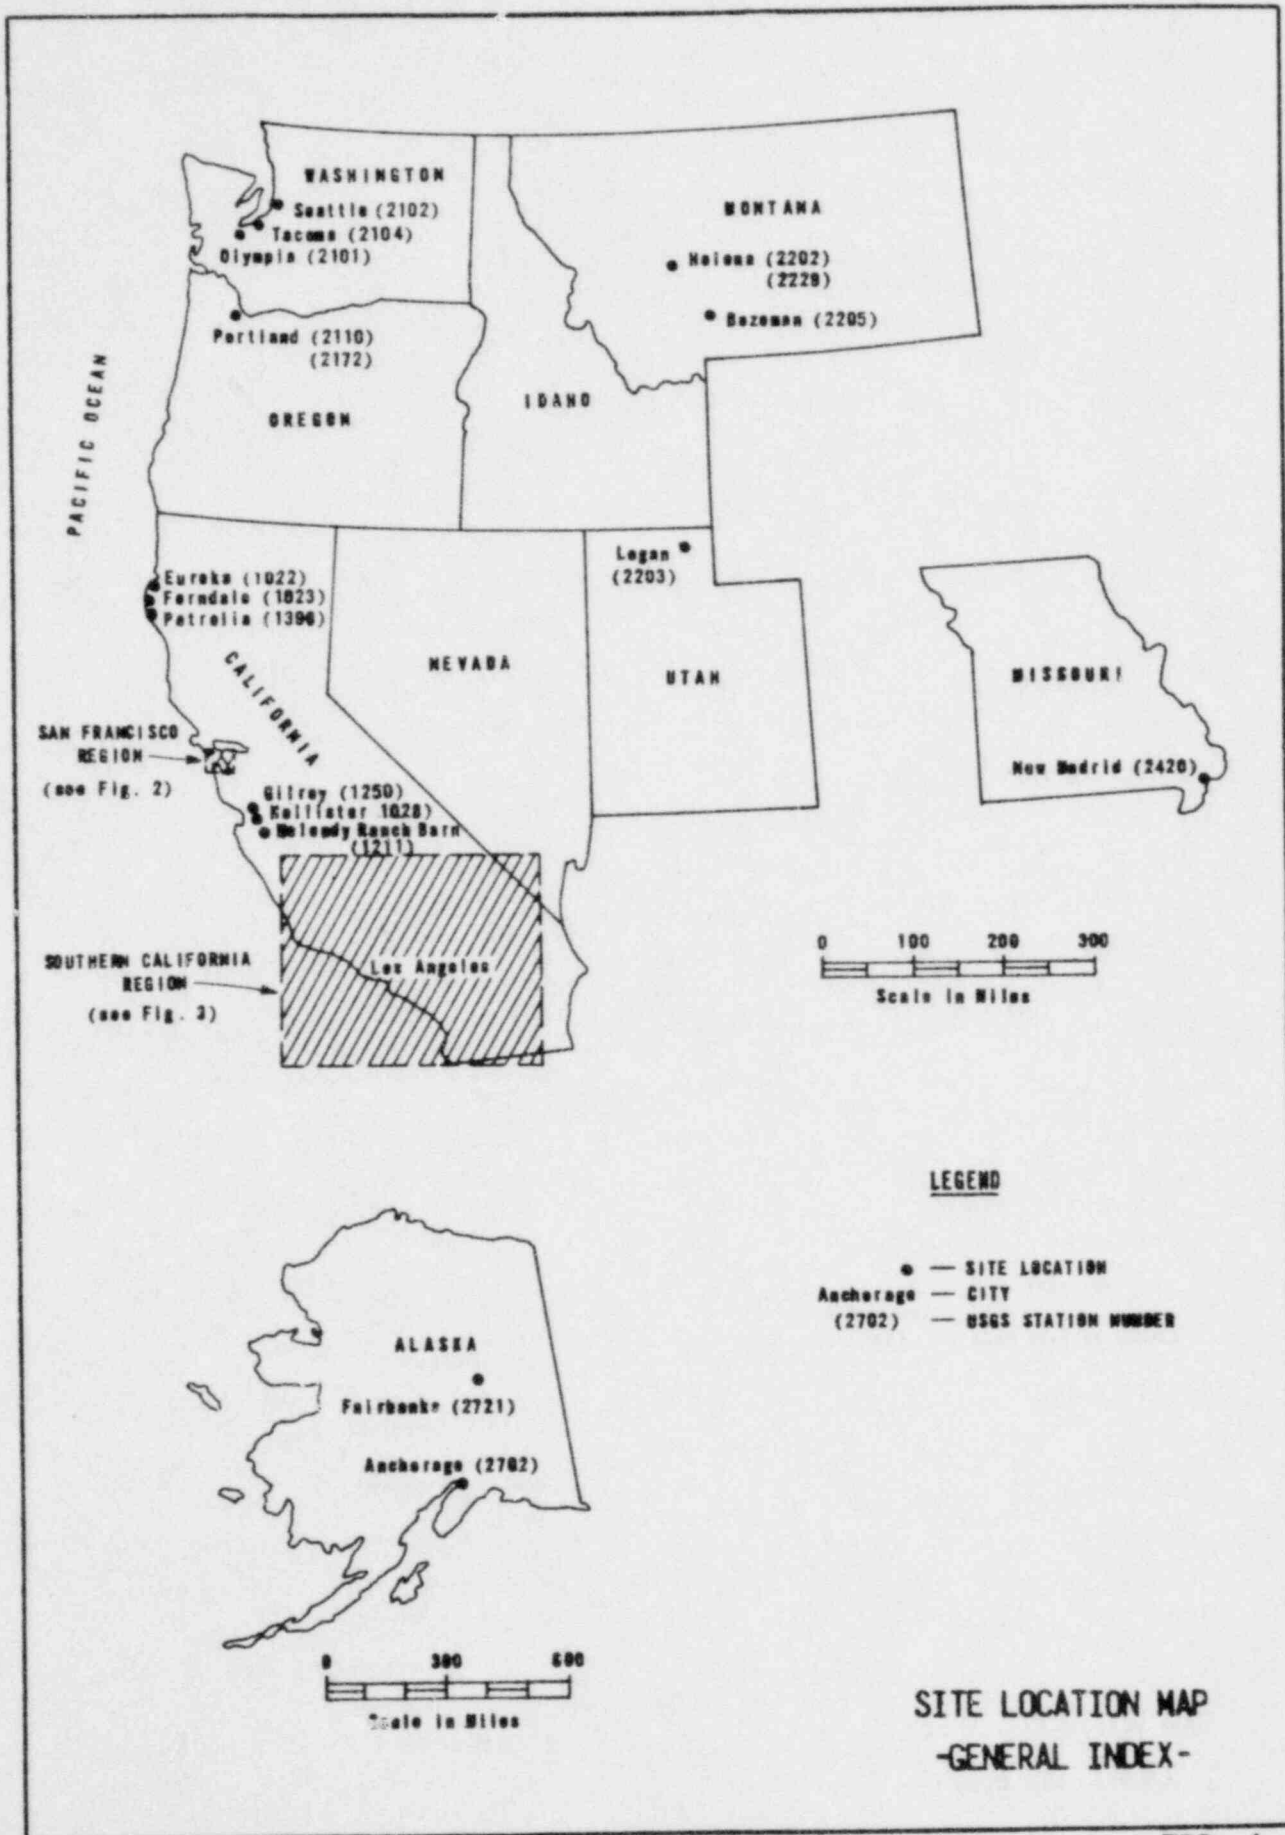 WASHINGTON
Seattle (2102)
Tacoma (2104)
Olympia (2101)
Portland (2110)
(2172)
OREGON
PACIFIC OCEAN
IDAHO
MONTANA
Helena (2202)
(2229)
Bozeman (2205)
Eureka (1022)
Ferndale (1023)
Petrolia (1398)
CALIFORNIA
NEVADA
Logan
(2203)
UTAH
MISSOURI
New Madrid (2420)
SAN FRANCISCO
REGION
(see Fig. 2)
Gilroy (1250)
1028
Melendy Ranch Barn
(1211)
SOUTHERN CALIFORNIA
REGION
(see Fig. 3)
Los Angeles
0 100 200 300
Scale in Miles
LEGEND
— SITE LOCATION
Anchorage — CITY
(2702) — USGS STATION NUMBER
ALASKA
Fairbanks (2721)
Anchorage (2702)
0 300 600
Scale in Miles
SITE LOCATION MAP
-GENERAL INDEX-